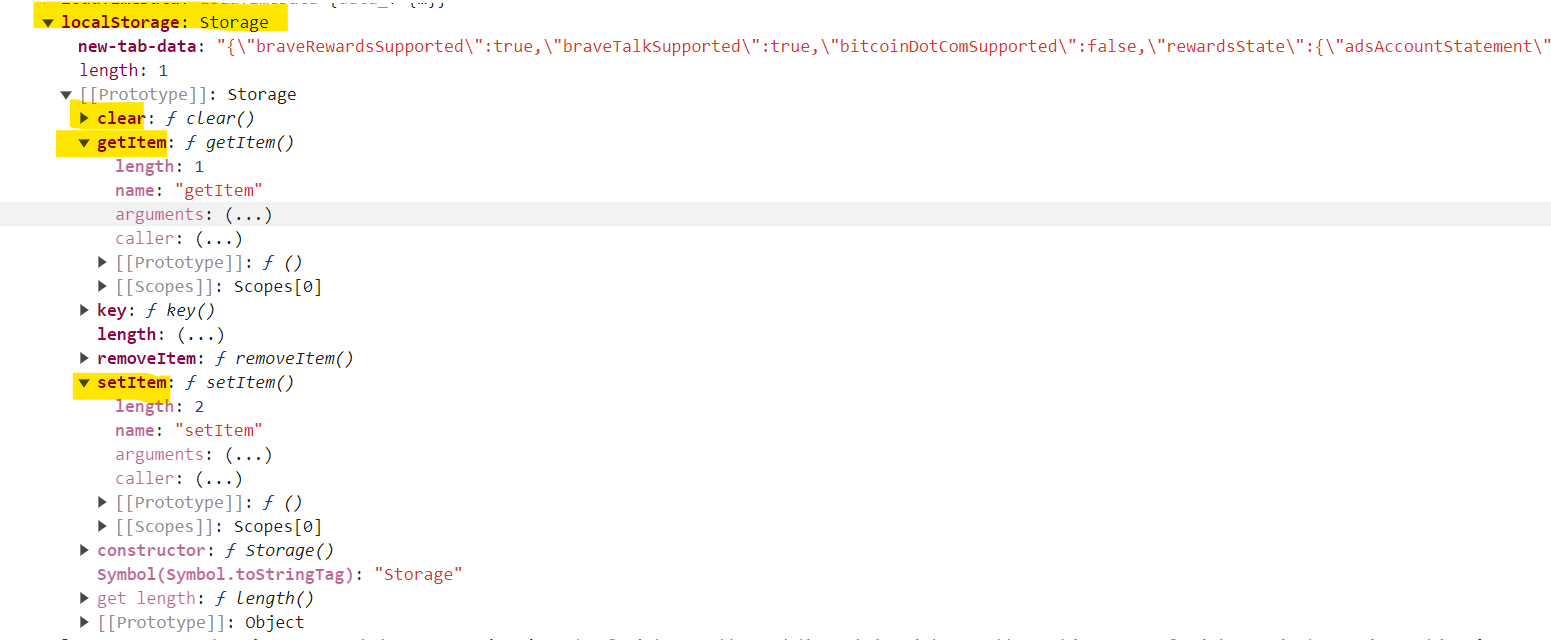 localStorage: Storage
new-tab-data: "{\"braveRewardsSupported\":true,\"braveTalkSupported\":true,\"bitcoinDotComSupported\":false,\"rewardsState\":{\"adsAccountStatement\"
length: 1
[[Prototype]]: Storage
clear: ƒ clear()
getItem: ƒ getItem()
length: 1
name: "getItem"
arguments: (...)
caller: (...)
[[Prototype]]: ƒ ()
[[Scopes]]: Scopes[0]
key: ƒ key()
length: (...)
removeItem: ƒ removeItem()
setItem: ƒ setItem()
length: 2
name: "setItem"
arguments: (...)
caller: (...)
[[Prototype]]: ƒ ()
[[Scopes]]: Scopes[0]
constructor: ƒ Storage()
Symbol(Symbol.toStringTag): "Storage"
get length: ƒ length()
[[Prototype]]: Object